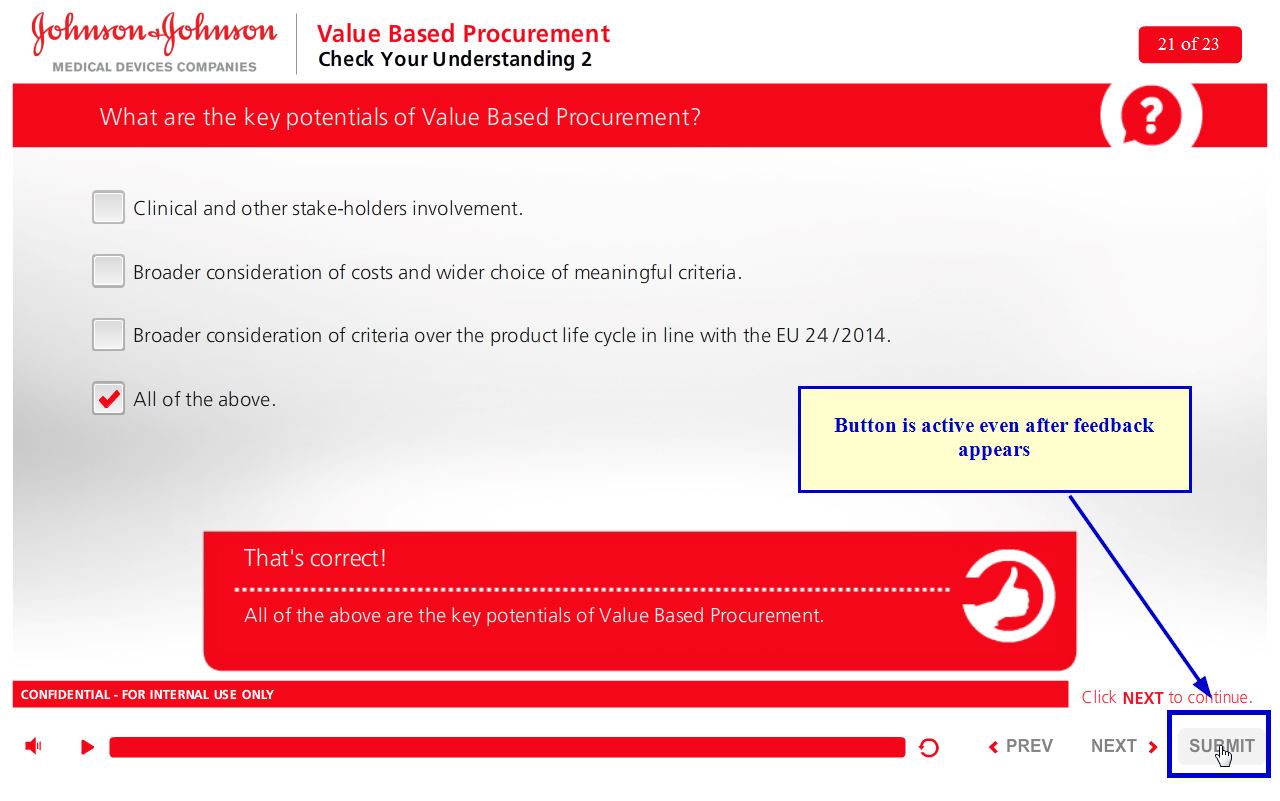 Johnson & Johnson
MEDICAL DEVICES COMPANIES
Value Based Procurement
Check Your Understanding 2
21 of 23
What are the key potentials of Value Based Procurement?
?
Clinical and other stake-holders involvement.
Broader consideration of costs and wider choice of meaningful criteria.
Broader consideration of criteria over the product life cycle in line with the EU 24/2014.
All of the above.
Button is active even after feedback
appears
That's correct!
All of the above are the key potentials of Value Based Procurement.
CONFIDENTIAL - FOR INTERNAL USE ONLY
Click NEXT to continue.
PREV
NEXT
SUBMIT